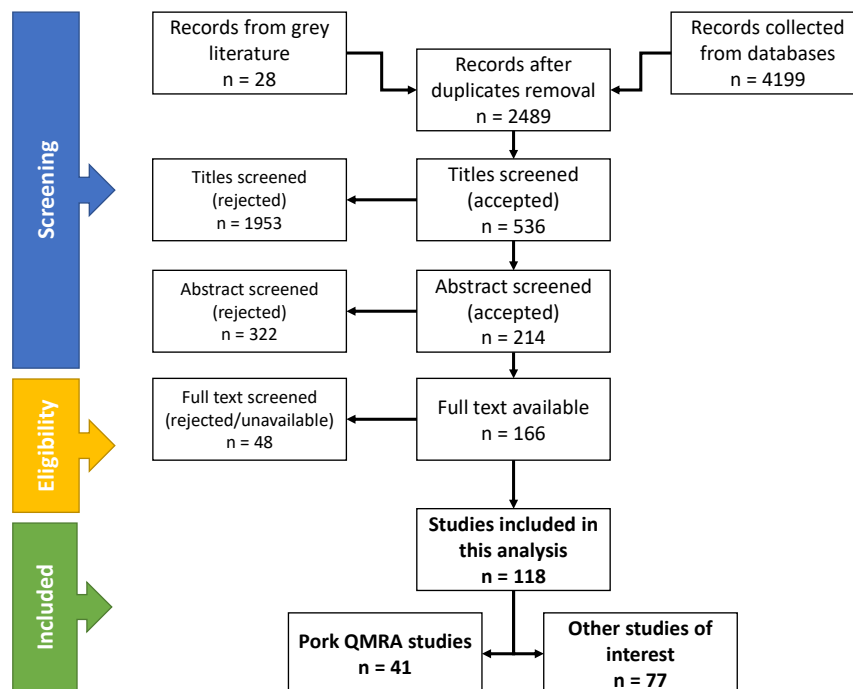 Screening
Records from grey
literature
n = 28
Records after
duplicates removal
n = 2489
Records collected
from databases
n = 4199
Titles screened
(rejected)
n = 1953
Titles screened
(accepted)
n = 536
Abstract screened
(rejected)
n = 322
Abstract screened
(accepted)
n = 214
Eligibility
Full text screened
(rejected/unavailable)
n = 48
Full text available
n = 166
Included
Studies included in
this analysis
n = 118
Pork QMRA studies
n = 41
Other studies of
interest
n = 77